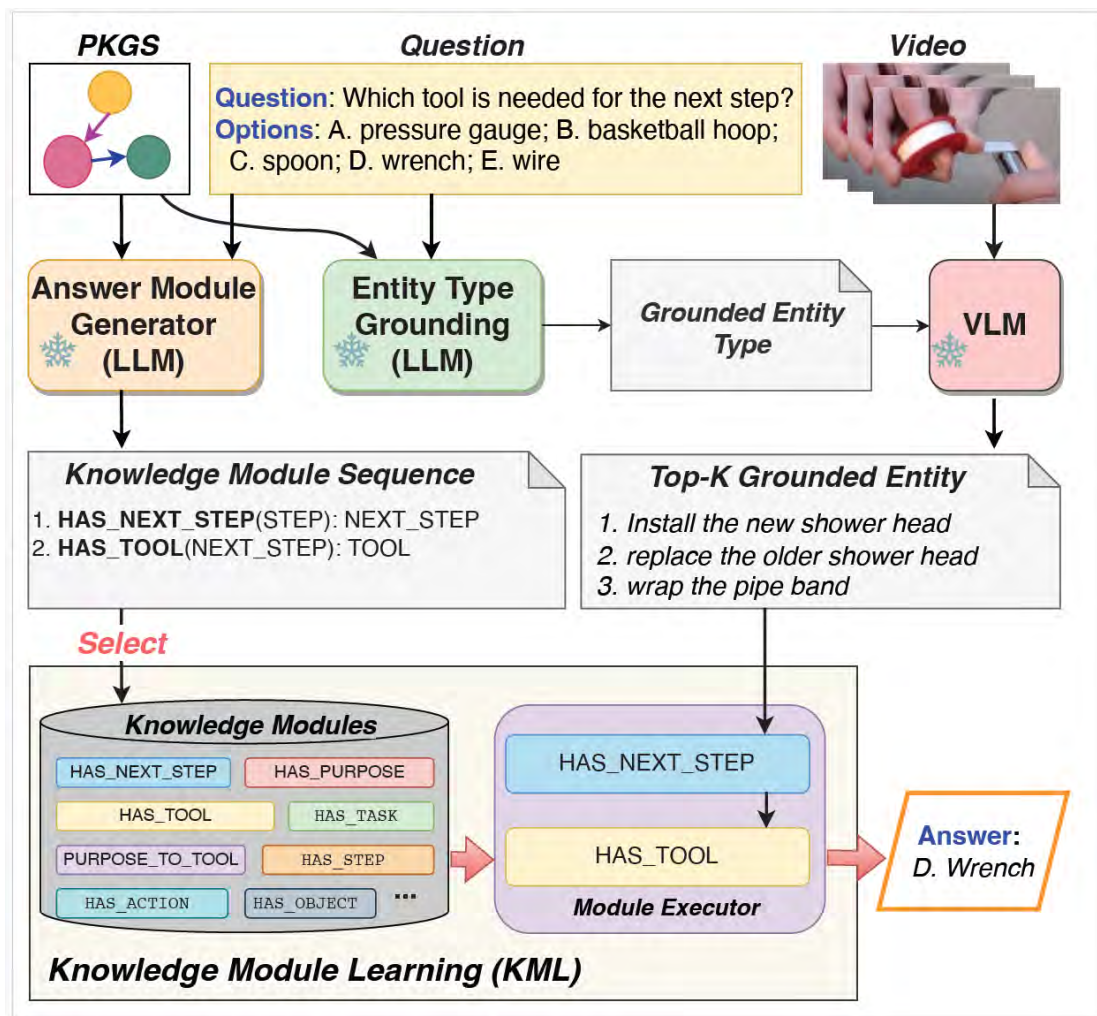 PKGS
Question
Video
Question: Which tool is needed for the next step?
Options: A. pressure gauge; B. basketball hoop;
C. spoon; D. wrench; E. wire
Answer Module
Generator
(LLM)
Entity Type
Grounding
(LLM)
Grounded Entity
Type
VLM
Knowledge Module Sequence
1. HAS_NEXT_STEP(STEP): NEXT_STEP
2. HAS_TOOL(NEXT_STEP): TOOL
Top-K Grounded Entity
1. Install the new shower head
2. replace the older shower head
3. wrap the pipe band
Select
Knowledge Modules
HAS_NEXT_STEP
HAS_PURPOSE
HAS_TOOL
HAS_TASK
PURPOSE_TO_TOOL
HAS_STEP
HAS_ACTION
HAS_OBJECT
...
HAS_NEXT_STEP
HAS_TOOL
Module Executor
Answer:
D. Wrench
Knowledge Module Learning (KML)